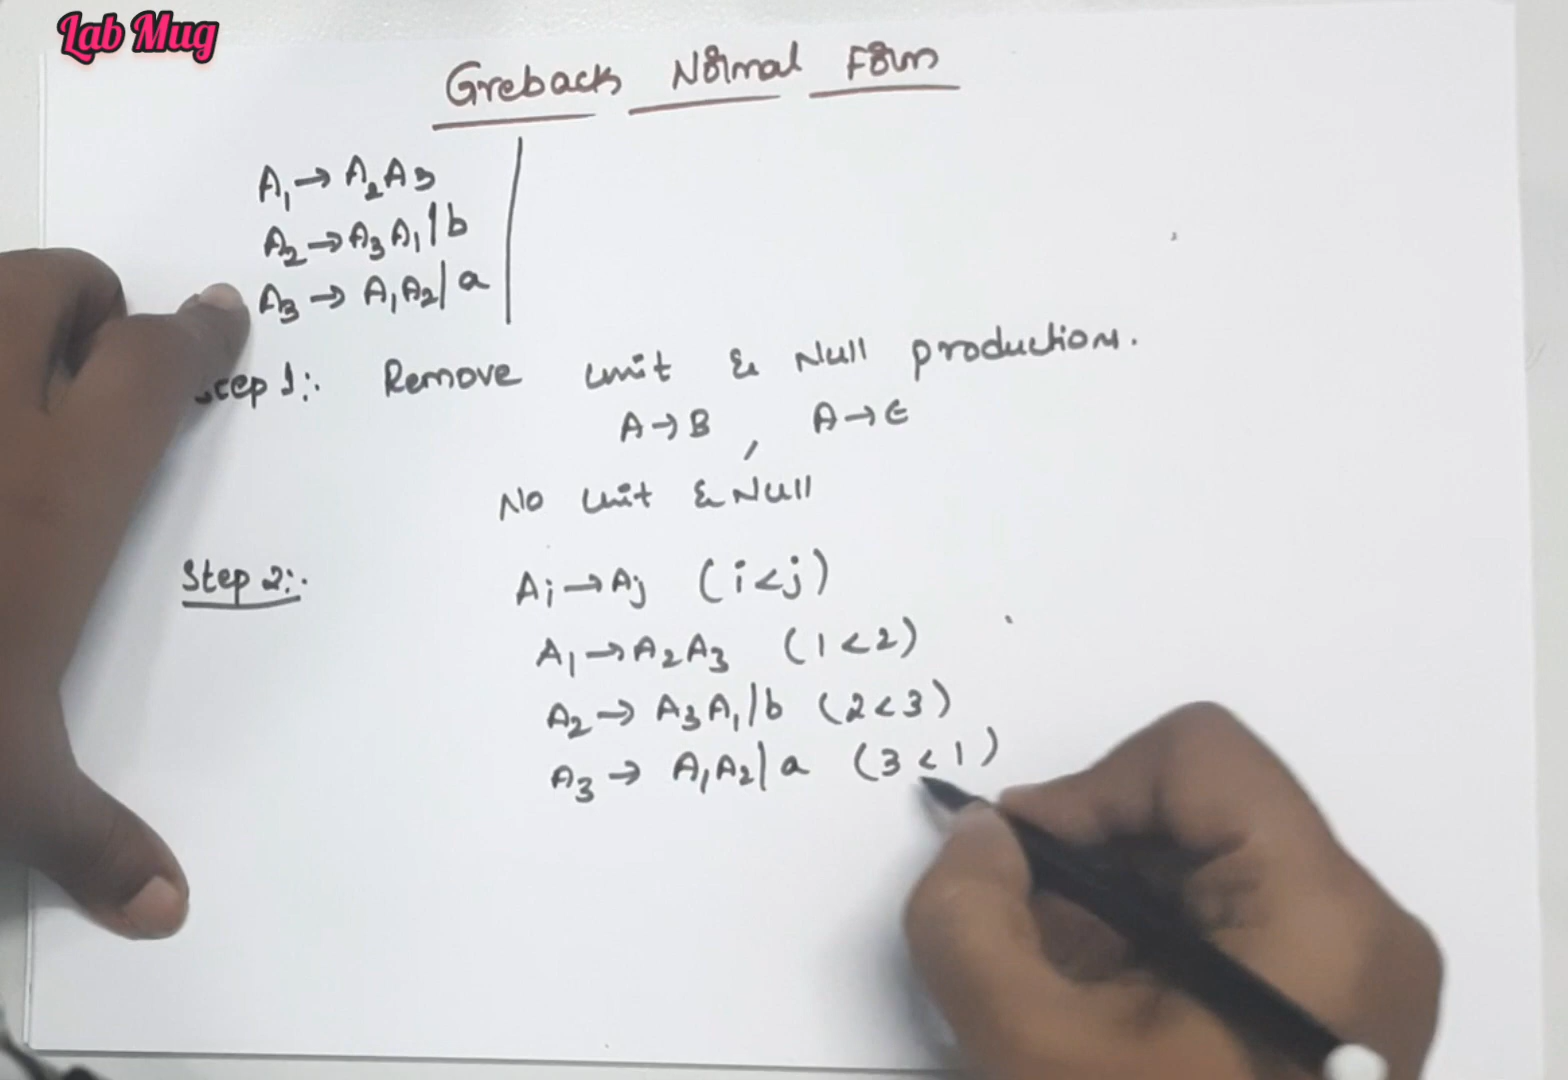 Lab Mug
Greback Normal Form
A₁→A₂A₃
A₂→A₃A₁|b
A₃→A₁A₂|a
step 1:. Remove unit & Null production.
A→B , A→ϵ
No unit & Null
Step 2:. Ai→Aj (i<j)
A₁→A₂A₃ (1<2)
A₂→A₃A₁|b (2<3)
A₃→A₁A₂|a (3<1)